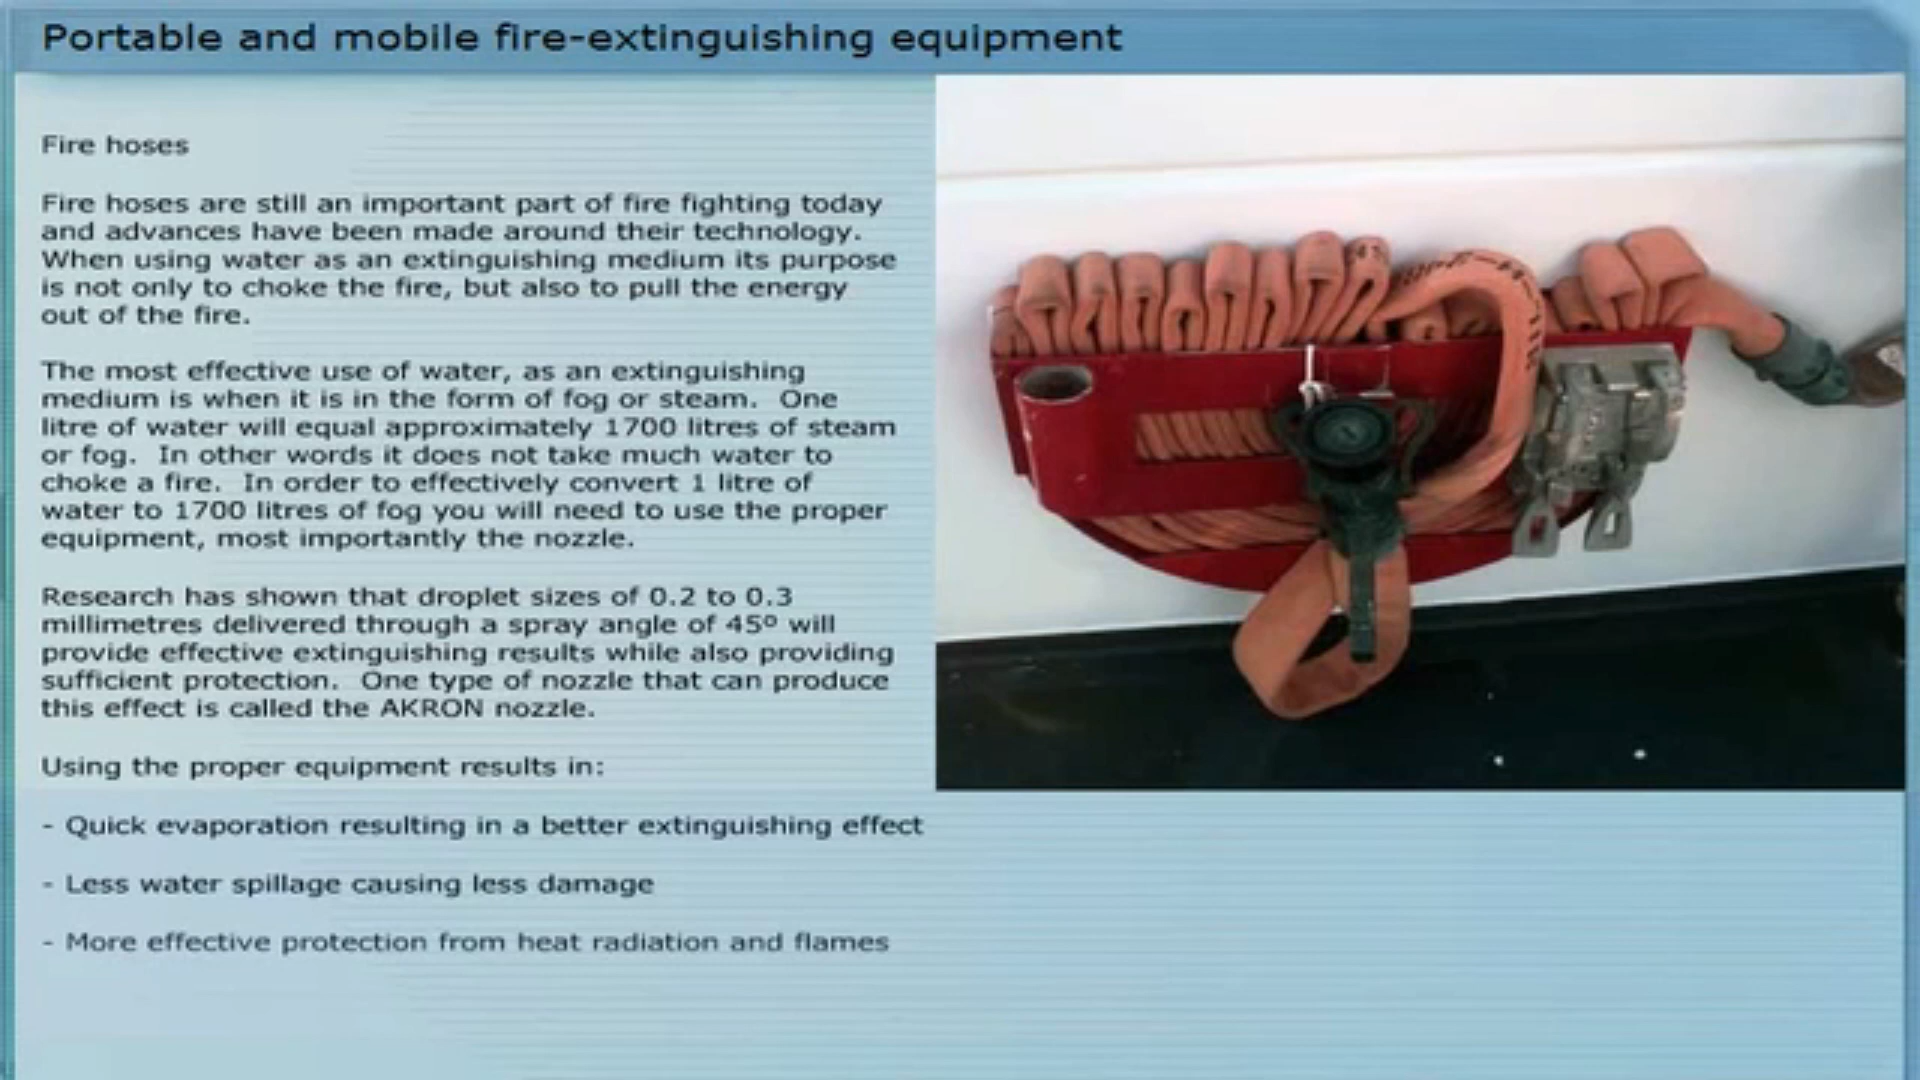 Portable and mobile fire-extinguishing equipment
Fire hoses
Fire hoses are still an important part of fire fighting today
and advances have been made around their technology.
When using water as an extinguishing medium its purpose
is not only to choke the fire, but also to pull the energy
out of the fire.
The most effective use of water, as an extinguishing
medium is when it is in the form of fog or steam. One
litre of water will equal approximately 1700 litres of steam
or fog. In other words it does not take much water to
choke a fire. In order to effectively convert 1 litre of
water to 1700 litres of fog you will need to use the proper
equipment, most importantly the nozzle.
Research has shown that droplet sizes of 0.2 to 0.3
millimetres delivered through a spray angle of 45º will
provide effective extinguishing results while also providing
sufficient protection. One type of nozzle that can produce
this effect is called the AKRON nozzle.
Using the proper equipment results in:
- Quick evaporation resulting in a better extinguishing effect
- Less water spillage causing less damage
- More effective protection from heat radiation and flames